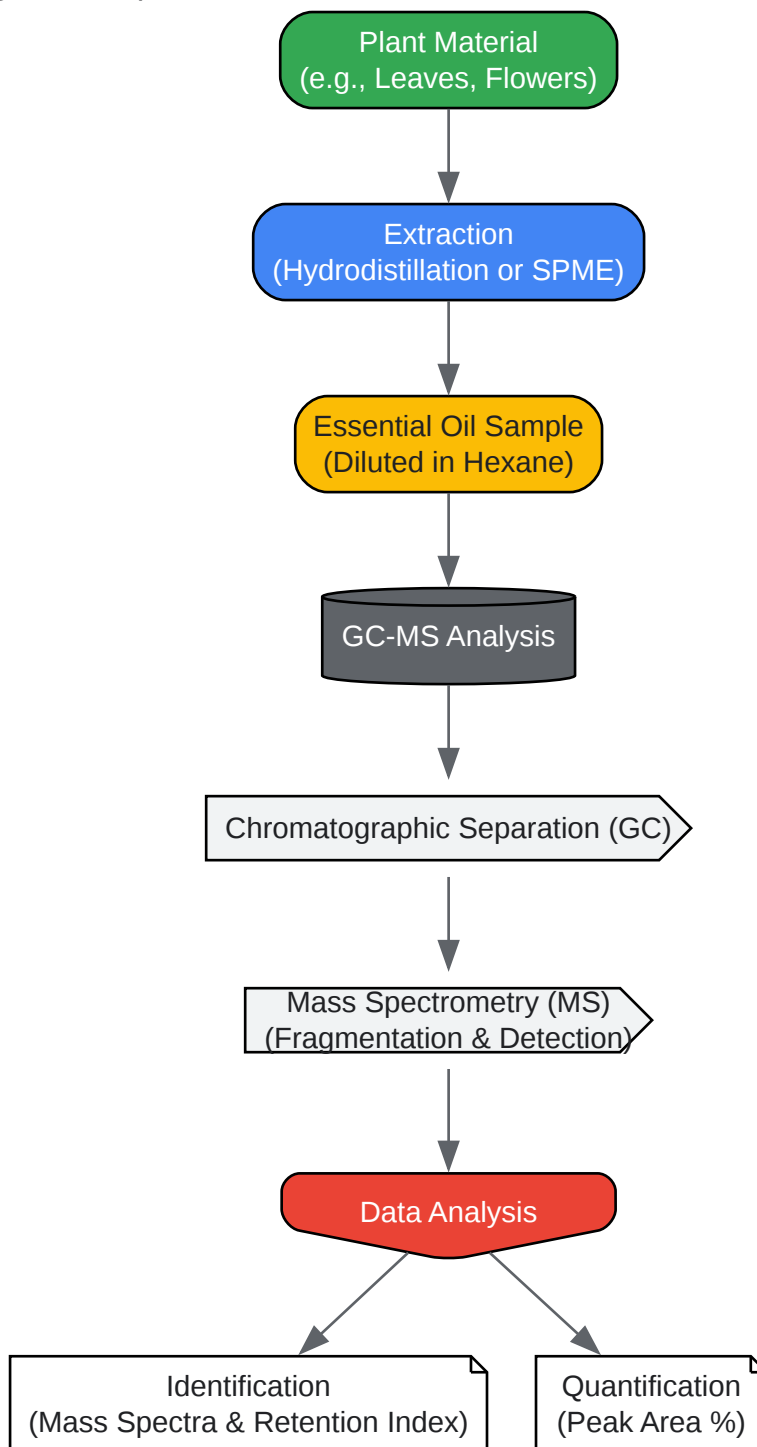 Plant Material
(e.g., Leaves, Flowers)
Extraction
(Hydrodistillation or SPME)
Essential Oil Sample
(Diluted in Hexane)
GC-MS Analysis
Chromatographic Separation (GC)
Mass Spectrometry (MS)
(Fragmentation & Detection)
Data Analysis
Identification
(Mass Spectra & Retention Index)
Quantification
(Peak Area %)